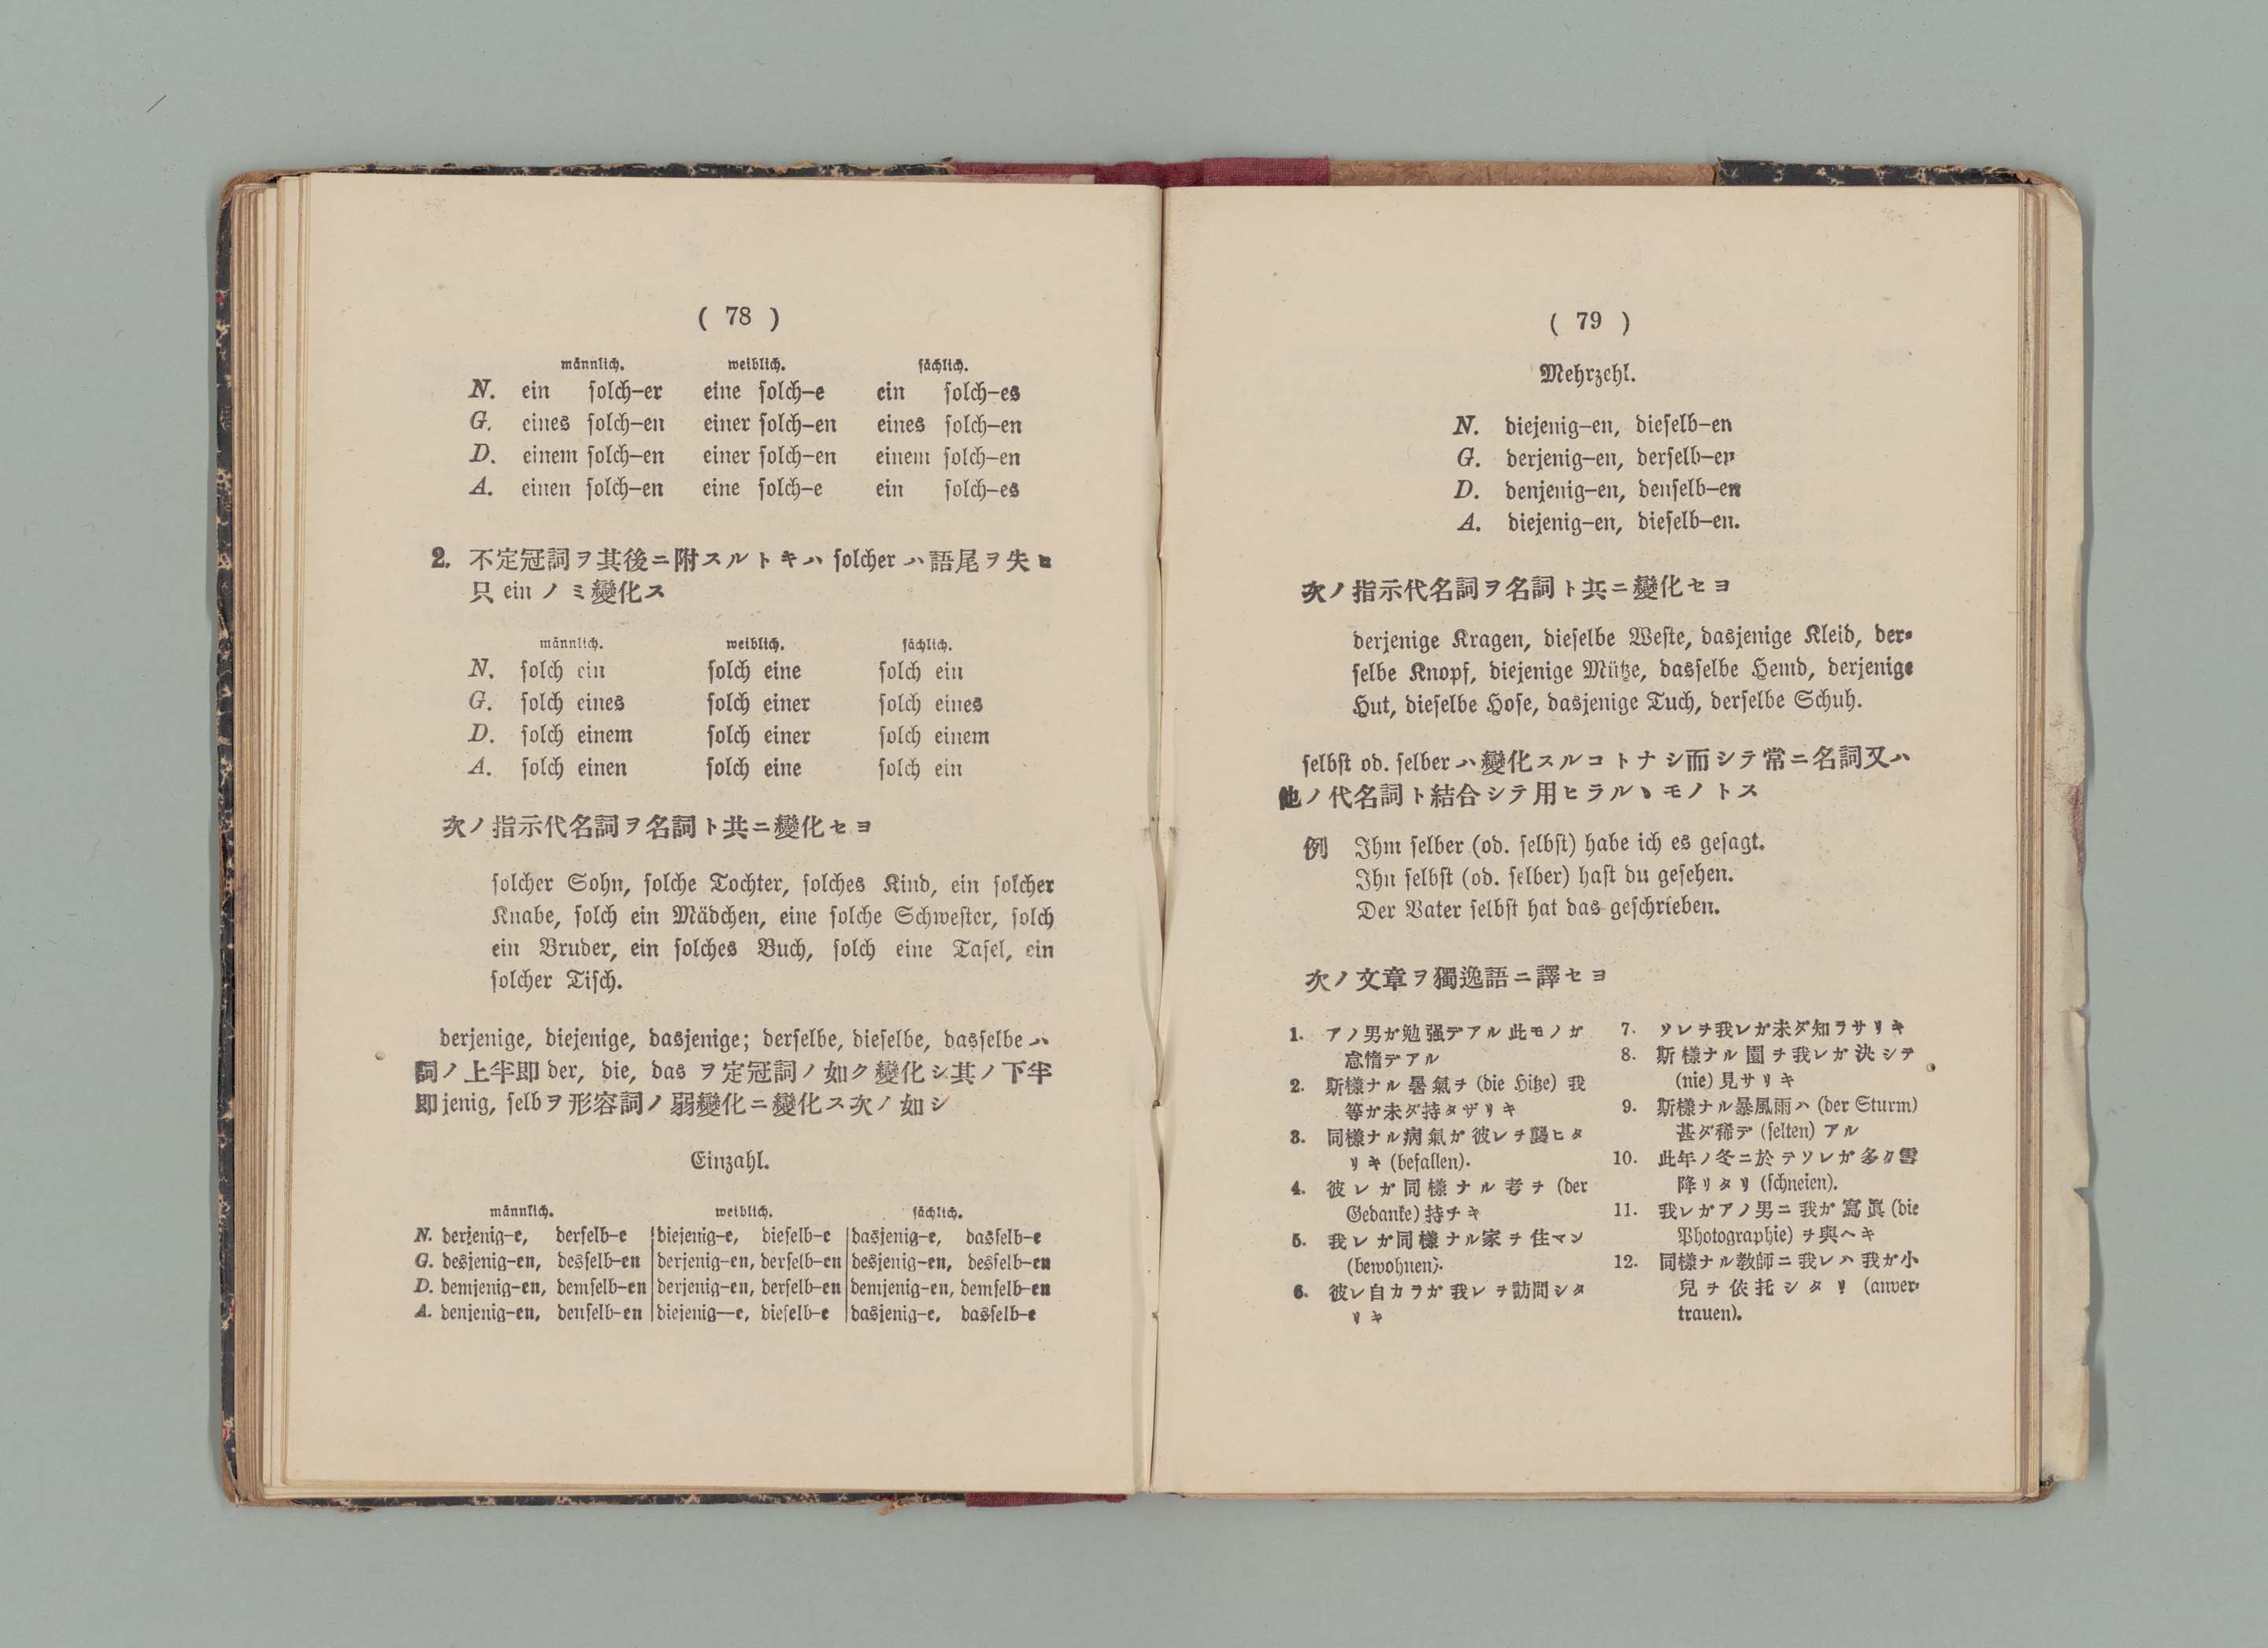 ( 78 )
männlich. weiblich. sächlich.
N. ein solch-er eine solch-e ein solch-es
G. eines solch-en einer solch-en eines solch-en
D. einem solch-en einer solch-en einem solch-en
A. einen solch-en eine solch-e ein solch-es
2. 不定冠詞ヲ其後ニ附スルトキハ solcher ハ語尾ヲ失ヒ
只 ein ノミ變化ス
männlich. weiblich. sächlich.
N. solch ein solch eine solch ein
G. solch eines solch einer solch eines
D. solch einem solch einer solch einem
A. solch einen solch eine solch ein
次ノ指示代名詞ヲ名詞ト共ニ變化セヨ
solcher Sohn, solche Tochter, solches Kind, ein solcher
Knabe, solch ein Mädchen, eine solche Schwester, solch
ein Bruder, ein solches Buch, solch eine Tafel, ein
solcher Tisch.
derjenige, diejenige, dasjenige; derselbe, dieselbe, dasselbe ハ
詞ノ上半即 der, die, das ヲ定冠詞ノ如ク變化シ其ノ下半
即 jenig, selb ヲ形容詞ノ弱變化ニ變化ス次ノ如シ
Einzahl.
männlich. weiblich. sächlich.
N. derjenig-e, derselb-e diejenig-e, dieselb-e dasjenig-e, dasselb-e
G. desjenig-en, desselb-en derjenig-en, derselb-en desjenig-en, desselb-en
D. demjenig-en, demselb-en derjenig-en, derselb-en demjenig-en, demselb-en
A. denjenig-en, denselb-en diejenig-e, dieselb-e dasjenig-e, dasselb-e
( 79 )
Mehrzehl.
N. diejenig-en, dieselb-en
G. derjenig-en, derselb-en
D. denjenig-en, denselb-en
A. diejenig-en, dieselb-en.
次ノ指示代名詞ヲ名詞ト共ニ變化セヨ
derjenige Kragen, dieselbe Weste, dasjenige Kleid, der-
selbe Knopf, diejenige Mütze, dasselbe Hemd, derjenige
Hut, dieselbe Hose, dasjenige Tuch, derselbe Schuh.
selbst od. selber ハ變化スルコトナシ而シテ常ニ名詞又ハ
他ノ代名詞ト結合シテ用ヒラルヽモノトス
例 Ihm selber (od. selbst) habe ich es gesagt.
Ihn selbst (od. selber) hast du gesehen.
Der Vater selbst hat das geschrieben.
次ノ文章ヲ獨逸語ニ譯セヨ
1. アノ男ガ勉强デアル此モノガ
怠惰デアル
2. 斯樣ナル暑氣ヲ (die Hitze) 我
等ガ未ダ持タザリキ
3. 同樣ナル病氣ガ彼レヲ襲ヒタ
リキ (befallen).
4. 彼レガ同樣ナル考ヲ (der
Gedanke) 持チキ
5. 我レガ同樣ナル家ヲ住マン
(bewohnen).
6. 彼レ自カラガ我レヲ訪問シタ
リキ
7. ソレヲ我レガ未ダ知ラサリキ
8. 斯樣ナル園ヲ我レガ決シテ
(nie) 見サリキ
9. 斯樣ナル暴風雨ハ (der Sturm)
甚ダ稀デ (selten) アル
10. 此年ノ冬ニ於テソレガ多ク雪
降リタリ (schneien).
11. 我レガアノ男ニ我ガ寫眞 (die
Photographie) ヲ與ヘキ
12. 同樣ナル敎師ニ我レハ我ガ小
兒ヲ依托シタリ (anver-
trauen).